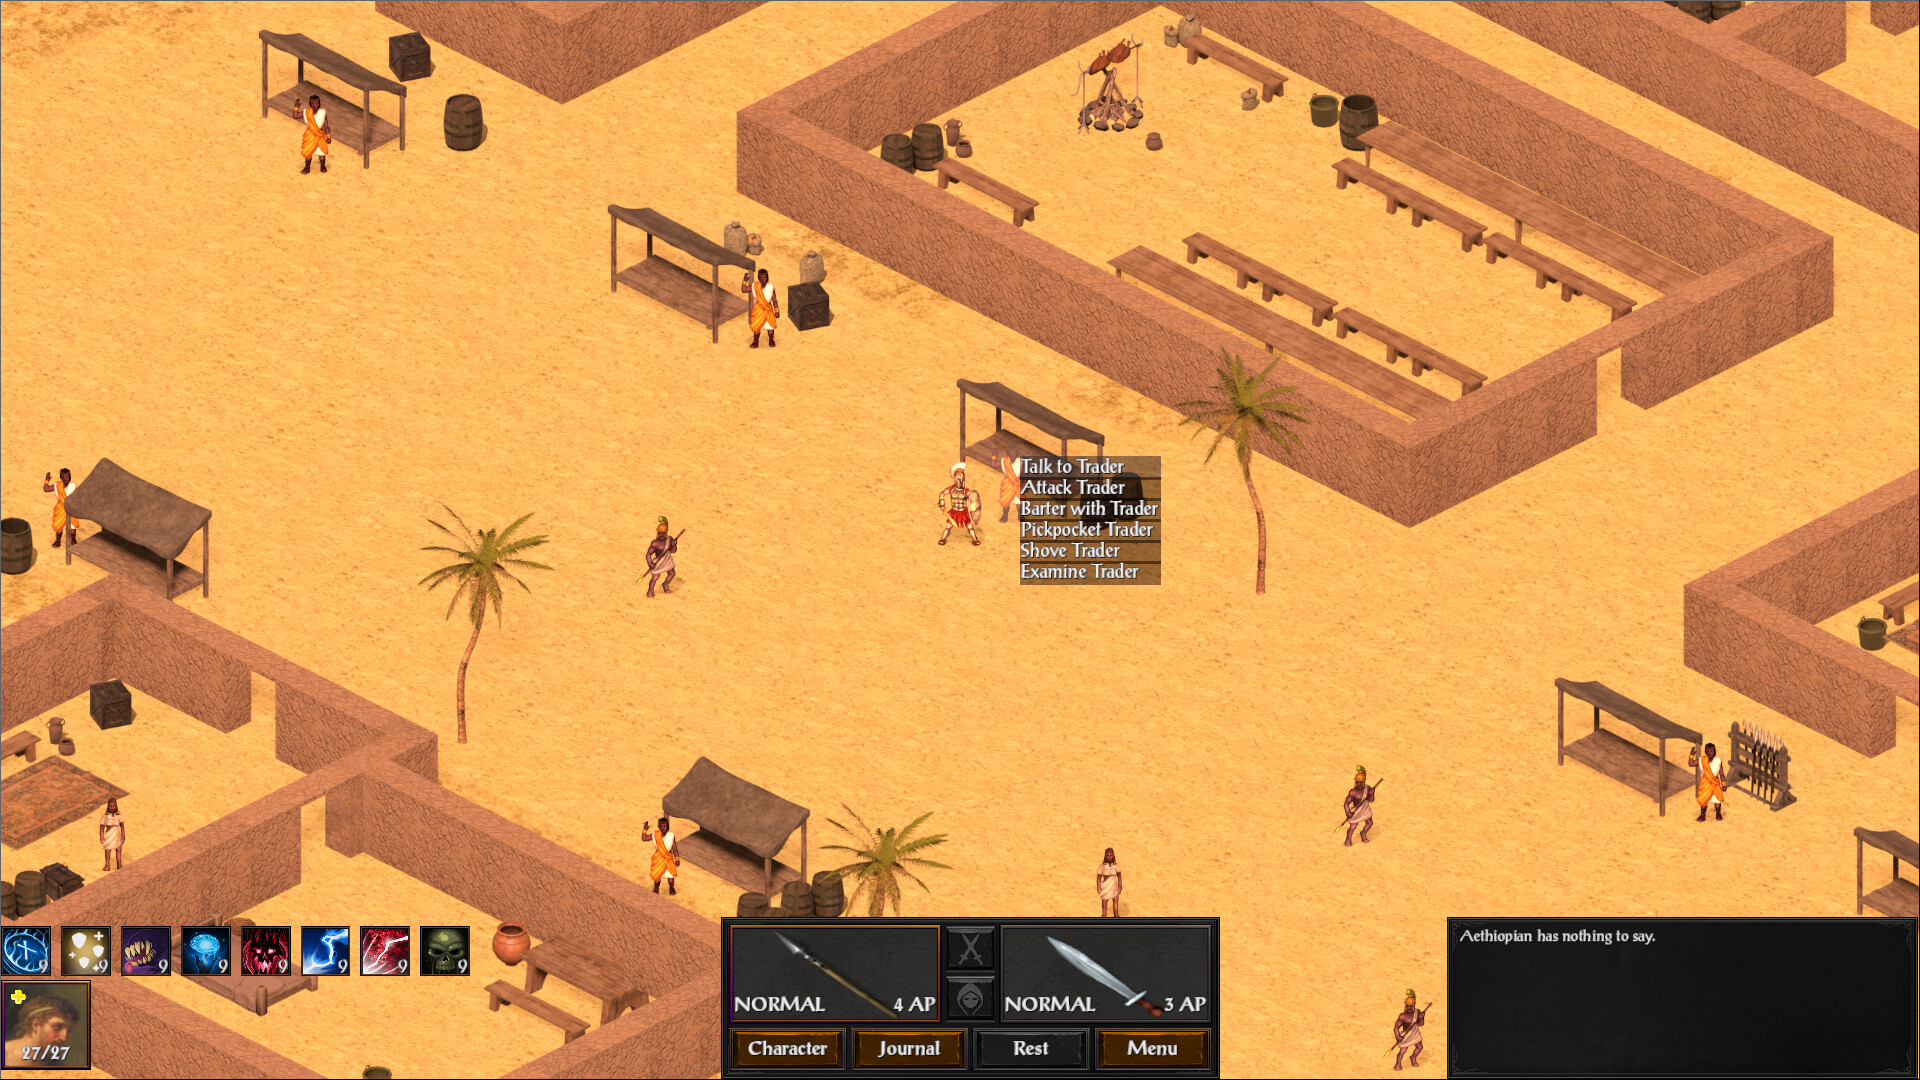 Talk to Trader
Attack Trader
Barter with Trader
Pickpocket Trader
Shove Trader
Examine Trader
9 +9 9 9 9 9 9 9
27/27
NORMAL 4 AP
NORMAL 3 AP
Character Journal Rest Menu
Aethiopian has nothing to say.